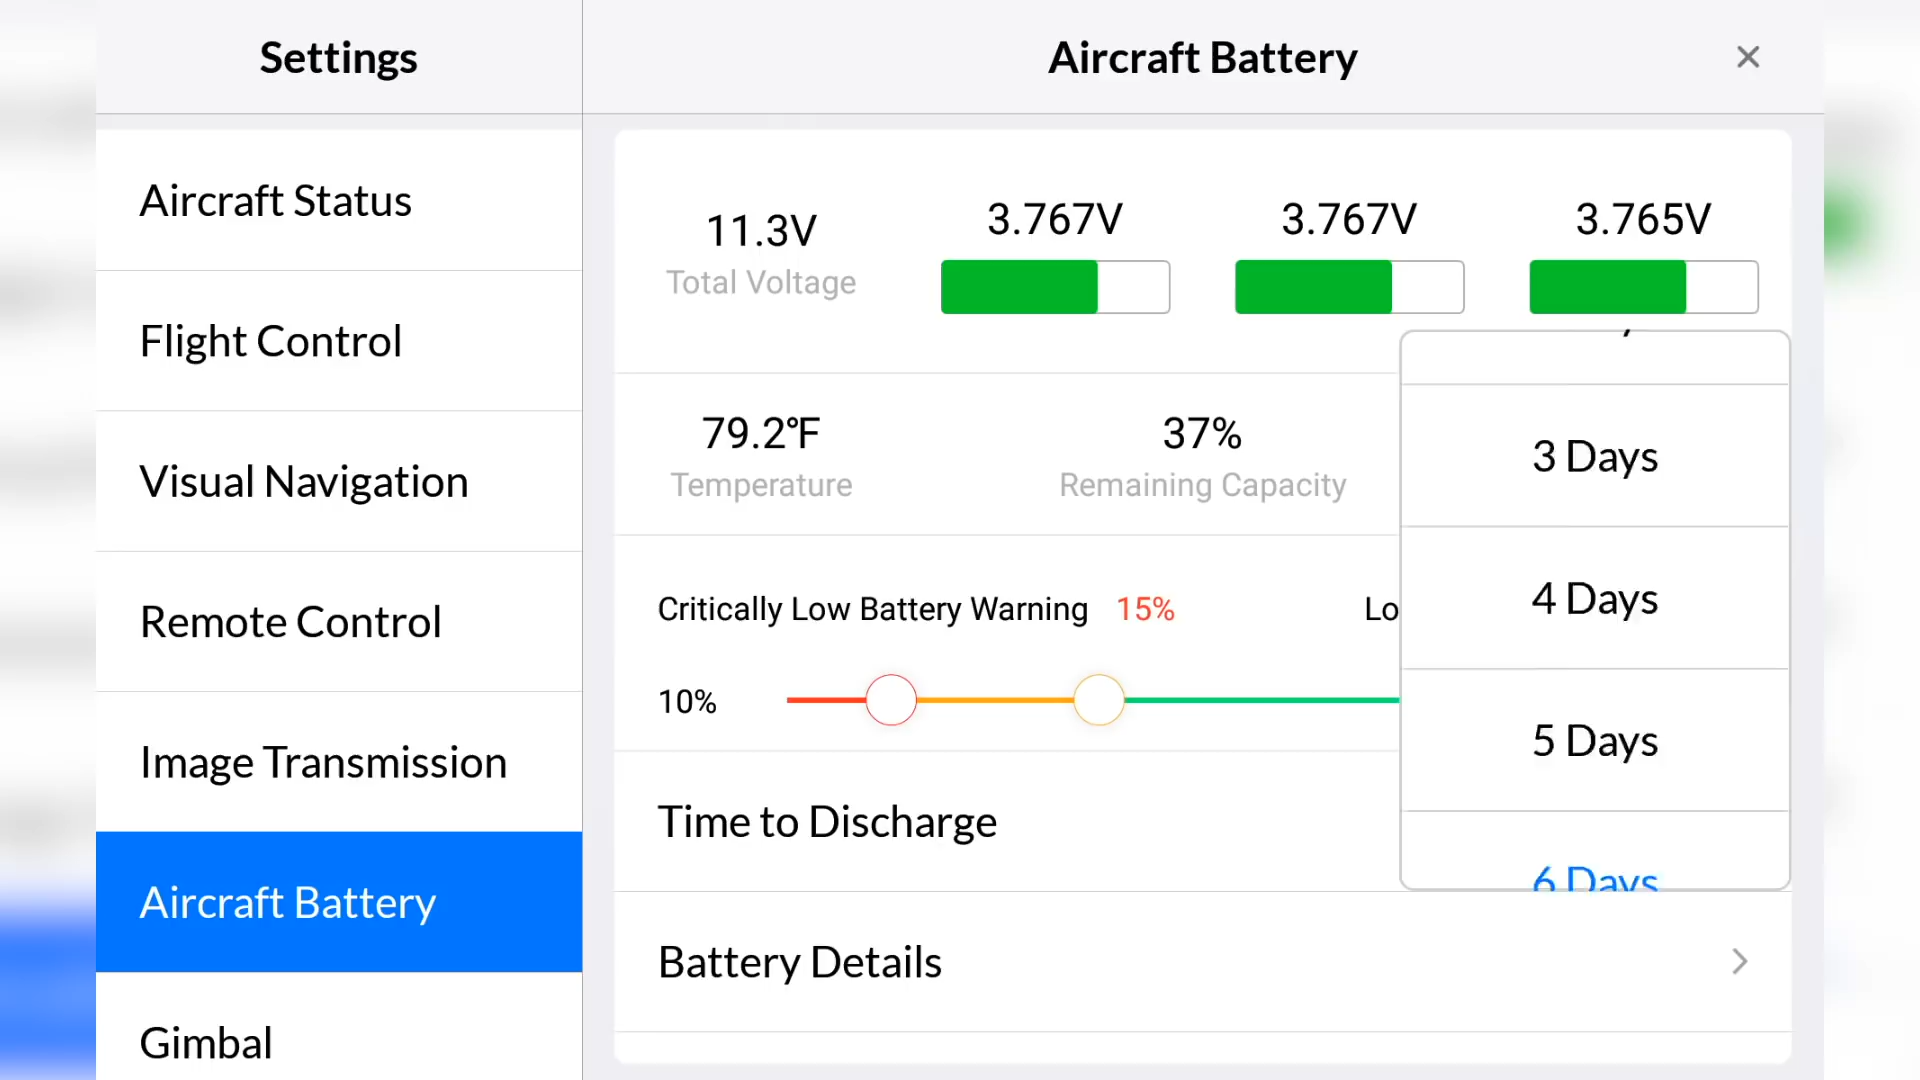 Settings
Aircraft Status
Flight Control
Visual Navigation
Remote Control
Image Transmission
Aircraft Battery
Gimbal
Aircraft Battery
11.3V
Total Voltage
3.767V
3.767V
3.765V
79.2°F
Temperature
37%
Remaining Capacity
Critically Low Battery Warning 15%
Lo
10%
Time to Discharge
Battery Details
3 Days
4 Days
5 Days
6 Days